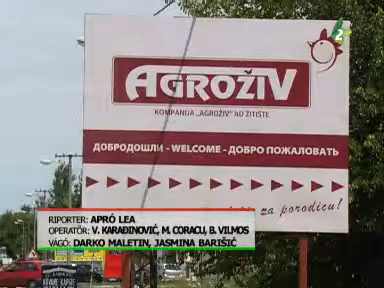 2
AGROŽIV
KOMPANIJA „AGROŽIV" AD ŽITIŠTE
ДОБРОДОШЛИ - WELCOME - ДОБРО ПОЖАЛОВАТЬ
za porodicu!
RIPORTER: APRÓ LEA
OPERATŐR: V. KARAĐINOVIĆ, M. CORACU, B. VILMOS
VÁGÓ: DARKO MALETIN, JASMINA BARIŠIĆ